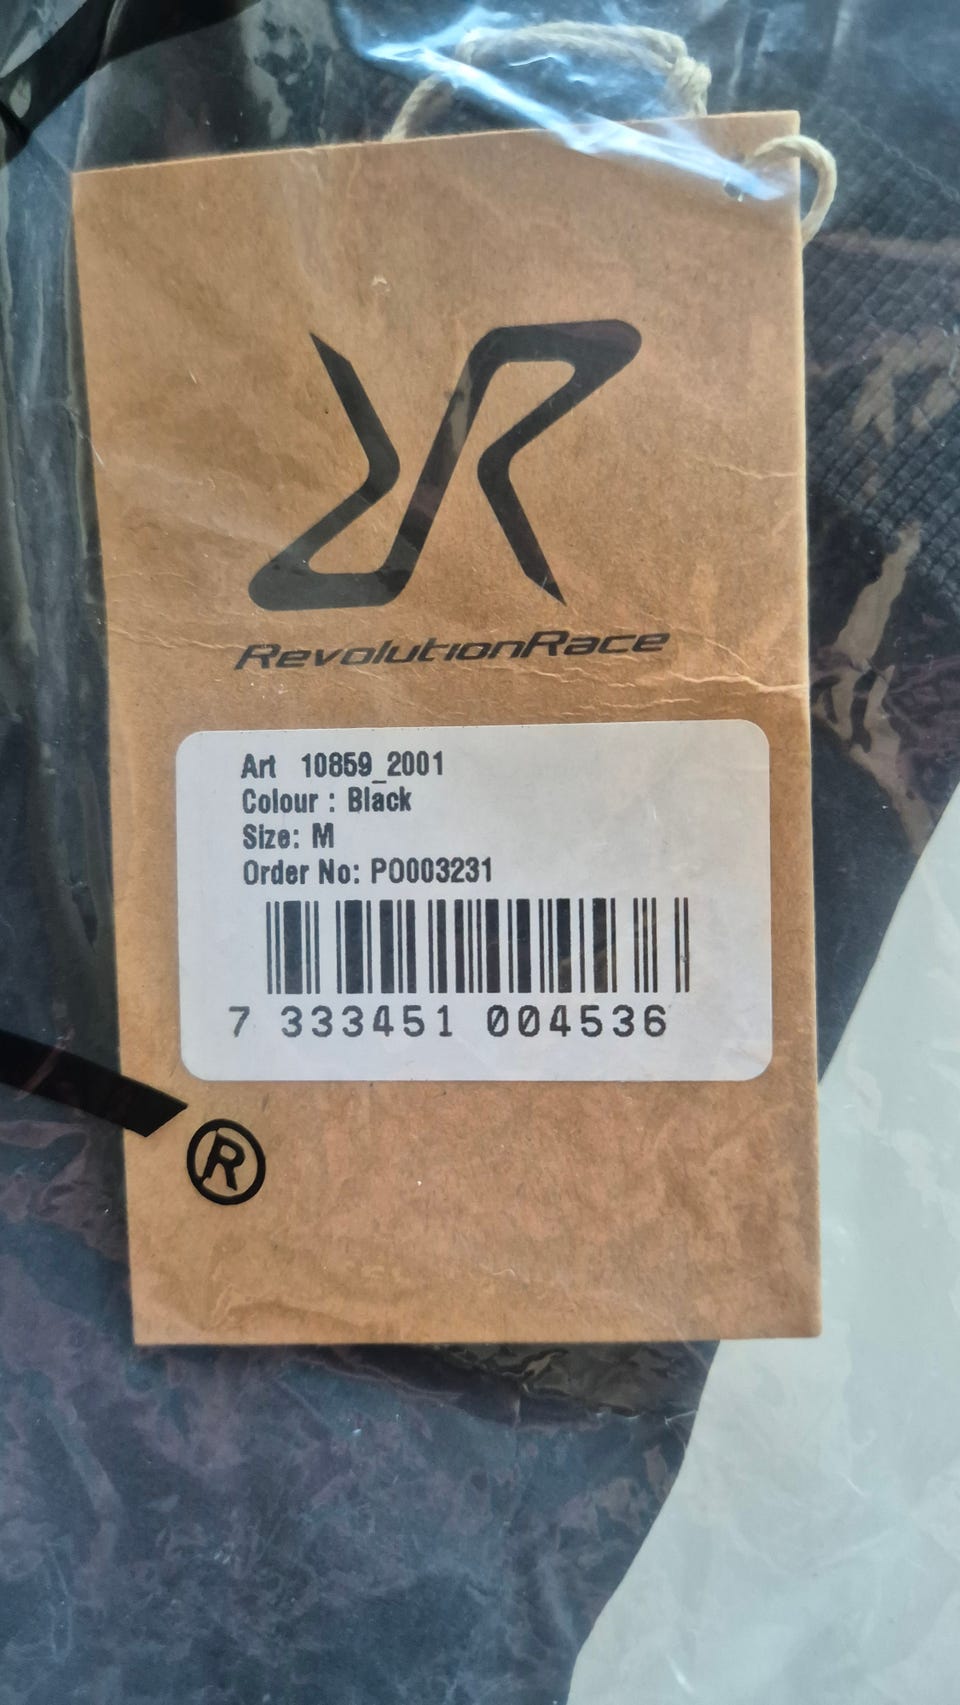 RevolutionRace
Art 10859_2001
Colour : Black
Size: M
Order No: PO003231
7 333451 004536
®